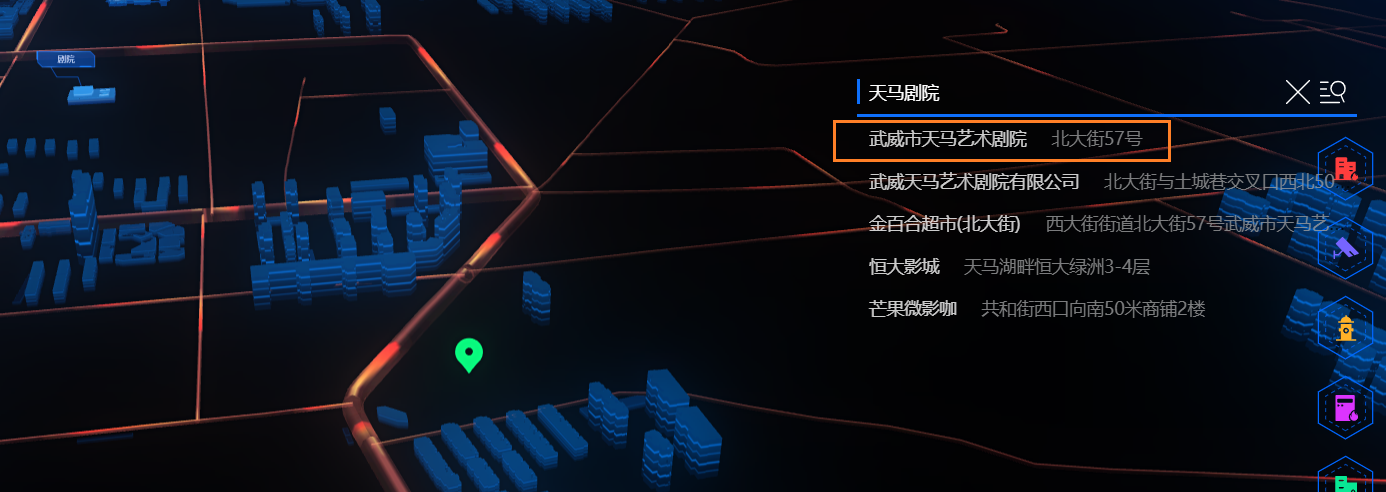 剧院
天马剧院
武威市天马艺术剧院 北大街57号
武威天马艺术剧院有限公司 北大街与土城巷交叉口西北50
金百合超市(北大街) 西大街街道北大街57号武威市天马艺
恒大影城 天马湖畔恒大绿洲3-4层
芒果微影咖 共和街西口向南50米商铺2楼